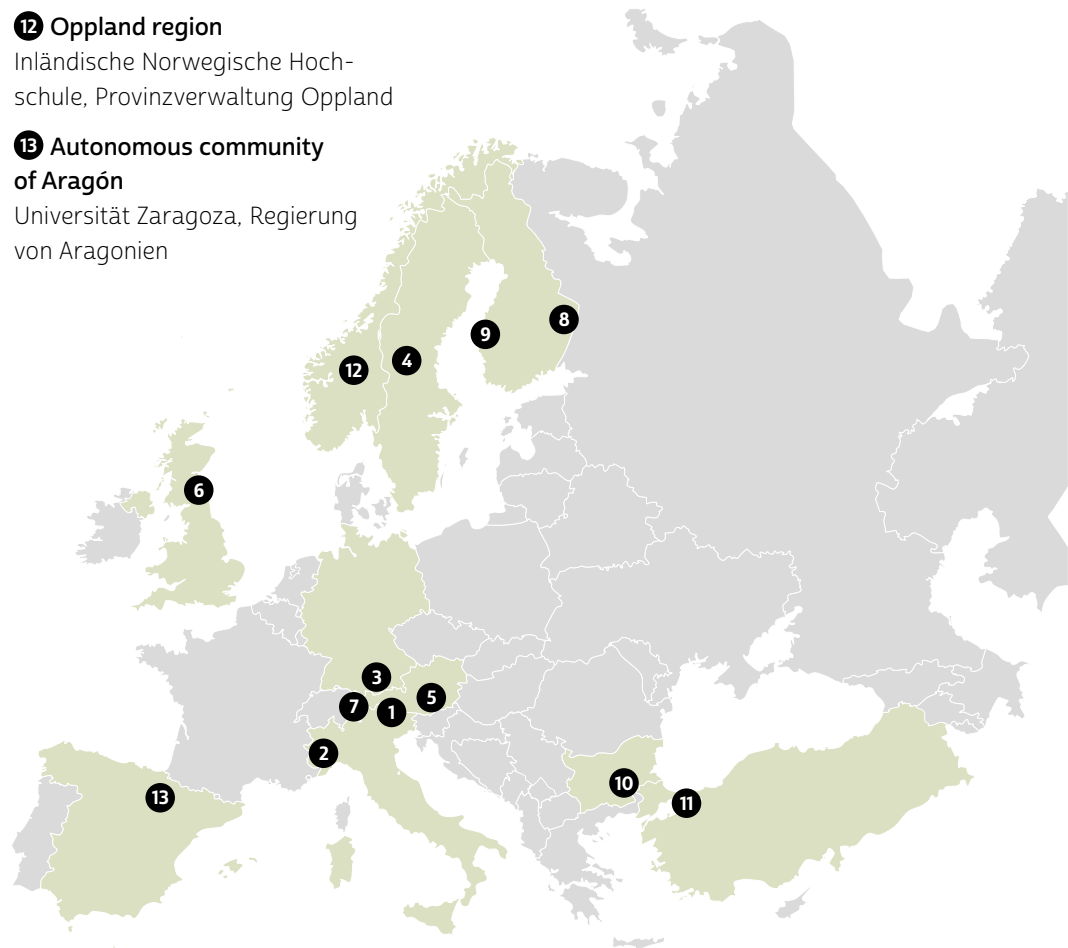 12 Oppland region
Inländische Norwegische Hoch-
schule, Provinzverwaltung Oppland
13 Autonomous community
of Aragón
Universität Zaragoza, Regierung
von Aragonien
8
9
12
4
6
3
5
7
1
2
10
13
11